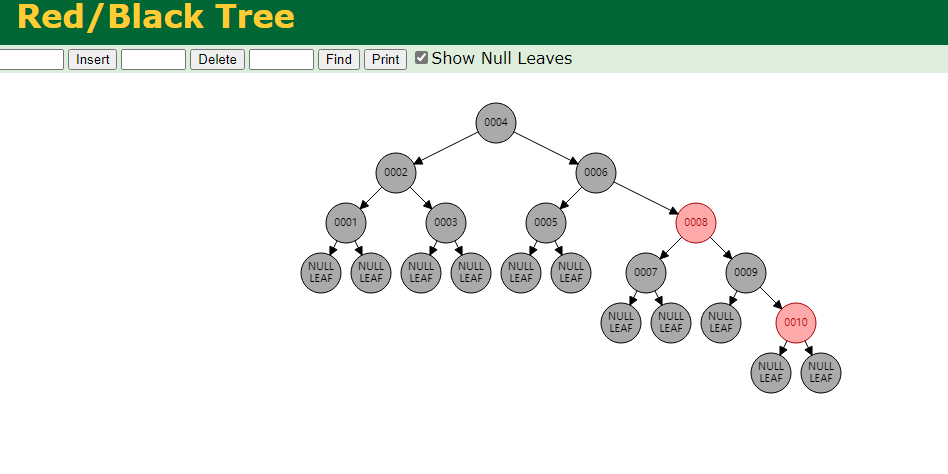 Red/Black Tree
Insert Delete Find Print Show Null Leaves
0004
0002 0006
0001 0003 0005 0008
NULL LEAF
NULL LEAF
NULL LEAF
NULL LEAF
NULL LEAF
NULL LEAF
0007 0009
NULL LEAF
NULL LEAF
NULL LEAF
0010
NULL LEAF
NULL LEAF